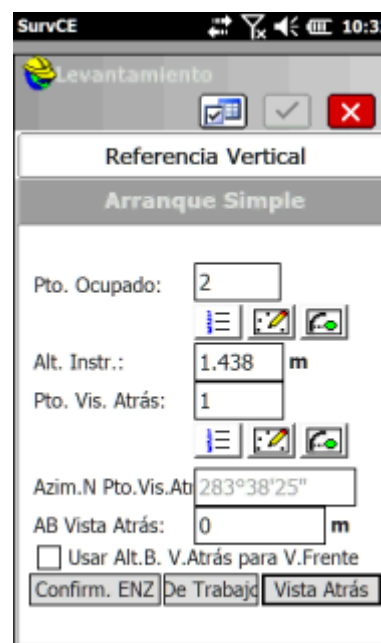 SurvCE 10:3
Levantamiento
Referencia Vertical
Arranque Simple
Pto. Ocupado: 2
Alt. Instr.: 1.438 m
Pto. Vis. Atrás: 1
Azim.N Pto.Vis.Atr 283°38'25"
AB Vista Atrás: 0 m
Usar Alt.B. V.Atrás para V.Frente
Confirm. ENZ De Trabajo Vista Atrás